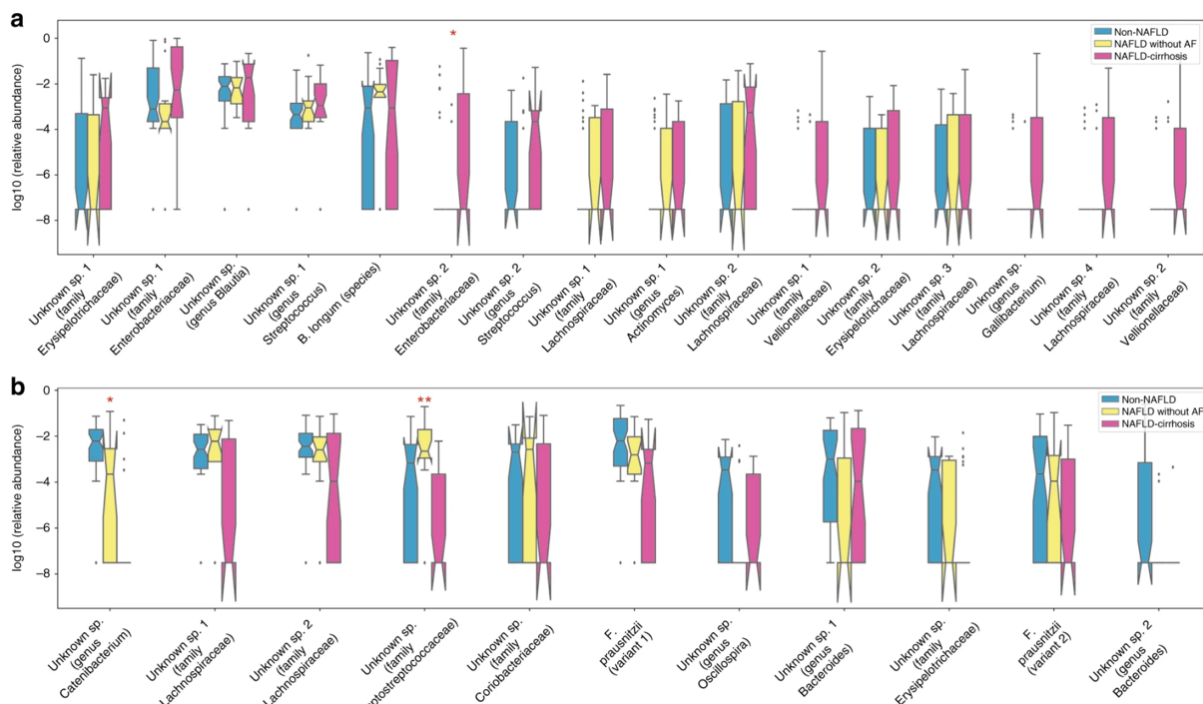 a
0
−2
−4
−6
−8
log10 (relative abundance)
*
Non-NAFLD
NAFLD without AF
NAFLD-cirrhosis
Unknown sp. 1
(family
Erysipelotrichaceae)
Unknown sp. 1
(family
Enterobacteriaceae)
Unknown sp.
(genus Blautia)
Unknown sp. 1
(genus
Streptococcus)
B. longum (species)
Unknown sp. 2
(family
Enterobacteriaceae)
Unknown sp. 2
(genus
Streptococcus)
Unknown sp. 1
(family
Lachnospiraceae)
Unknown sp. 1
(genus
Actinomyces)
Unknown sp. 2
(family
Lachnospiraceae)
Unknown sp. 1
(family
Vellionellaceae)
Unknown sp. 2
(family
Erysipelotrichaceae)
Unknown sp. 3
(family
Lachnospiraceae)
Unknown sp.
(genus
Gallibacterium)
Unknown sp. 4
(family
Lachnospiraceae)
Unknown sp. 2
(family
Vellionellaceae)
b
0
−2
−4
−6
−8
log10 (relative abundance)
*
**
Non-NAFLD
NAFLD without AF
NAFLD-cirrhosis
Unknown sp.
(genus
Catenibacterium)
Unknown sp. 1
(family
Lachnospiraceae)
Unknown sp. 2
(family
Lachnospiraceae)
Unknown sp.
(family
ptostreptococcaceae)
Unknown sp.
(family
Coriobacteriaceae)
F.
prausnitzii
(variant 1)
Unknown sp.
(genus
Oscillospira)
Unknown sp. 1
(genus
Bacteroides)
Unknown sp.
(family
Erysipelotrichaceae)
F.
prausnitzii
(variant 2)
Unknown sp. 2
(genus
Bacteroides)